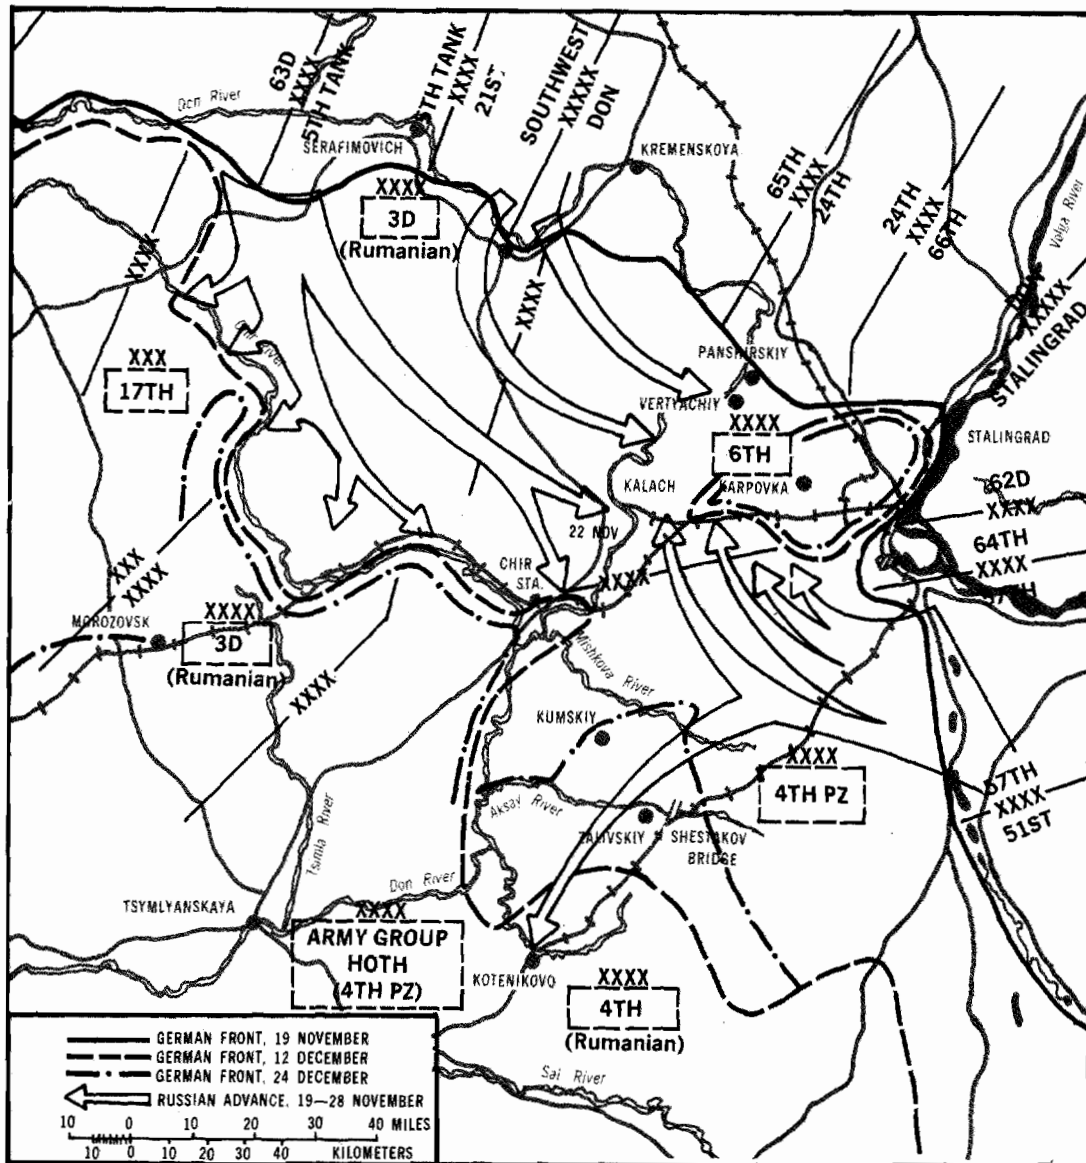 63D
XXXX
5TH TANK
5TH TANK
XXXX
21ST
SOUTHWEST
XXXXX
DON
Don River
SERAFIMOVICH
KREMENSKOYA
65TH
XXXX
24TH
24TH
XXXX
66TH
Volga River
XXXX
3D
(Rumanian)
XXXX
XXXX
DON
XXXXX
STALINGRAD
Chir River
XXX
17TH
PANSHIRSKIY
VERTYACHIY
XXXX
6TH
STALINGRAD
KALACH
KARPOVKA
62D
XXXX
64TH
XXXX
57TH
22 NOV
CHIR
STA.
XXXX
XXX
XXXX
MOROZOVSK
XXXX
3D
(Rumanian)
XXXX
Mishkova River
KUMSKIY
XXXX
4TH PZ
57TH
XXXX
51ST
Aksay River
ZALIVSKIY
SHESTAKOV
BRIDGE
Tsimla River
Don River
TSYMLYANSKAYA
XXXX
ARMY GROUP
HOTH
(4TH PZ)
KOTENIKOVO
XXXX
4TH
(Rumanian)
Sal River
GERMAN FRONT, 19 NOVEMBER
GERMAN FRONT, 12 DECEMBER
GERMAN FRONT, 24 DECEMBER
RUSSIAN ADVANCE, 19—28 NOVEMBER
10 0 10 20 30 40 MILES
10 0 10 20 30 40 KILOMETERS